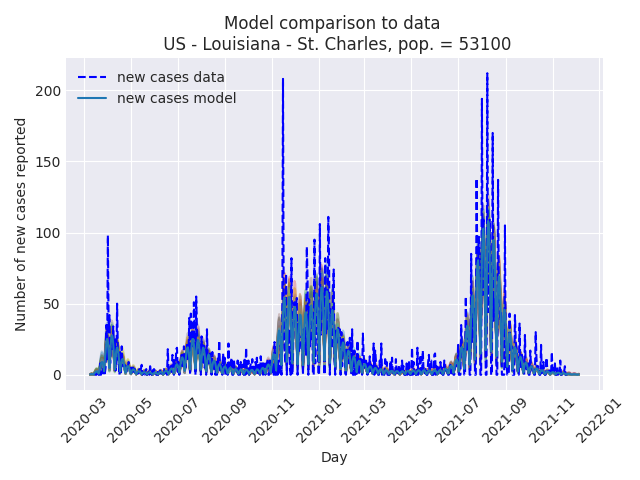 Model comparison to data
US - Louisiana - St. Charles, pop. = 53100
new cases data
new cases model
Number of new cases reported
200
150
100
50
0
2020-03
2020-05
2020-07
2020-09
2020-11
2021-01
2021-03
2021-05
2021-07
2021-09
2021-11
2022-01
Day